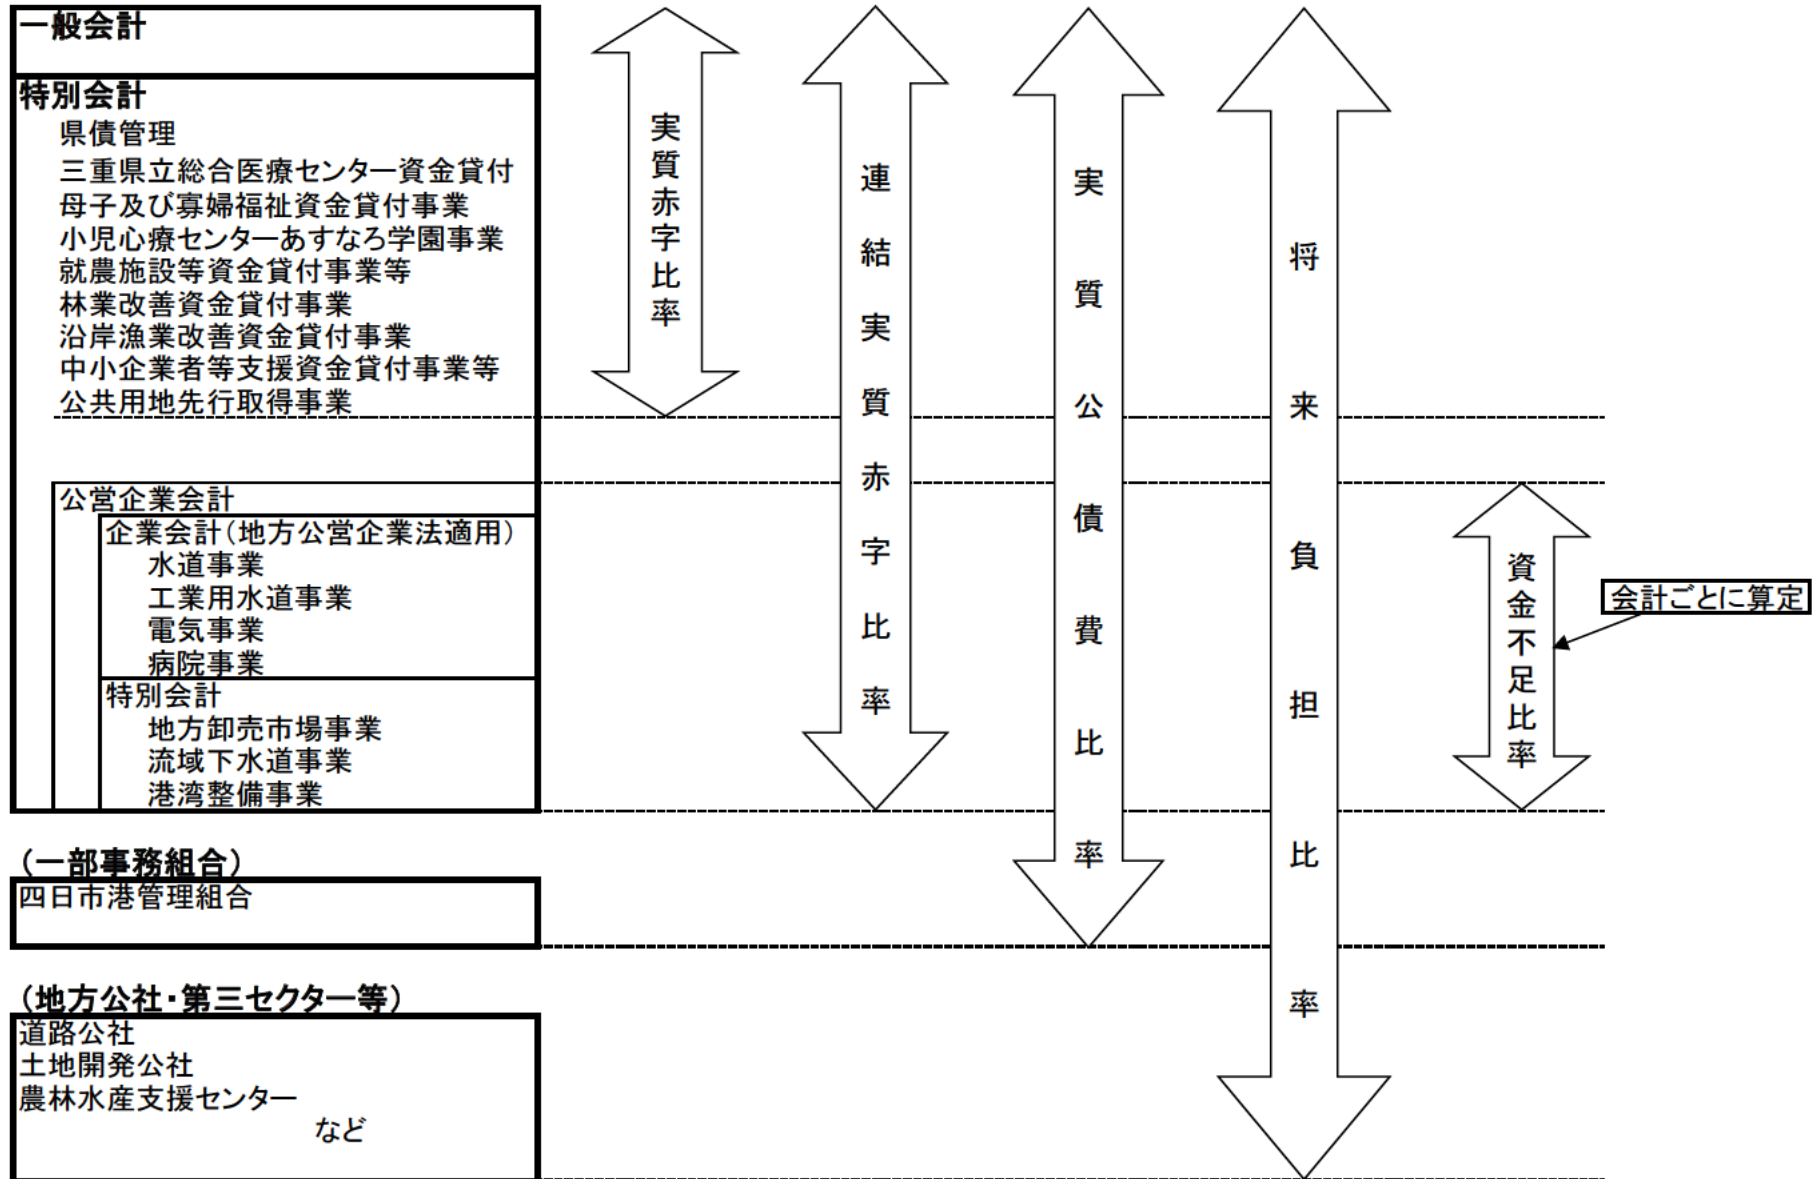 一般会計
特別会計
県債管理
三重県立総合医療センター資金貸付
母子及び寡婦福祉資金貸付事業
小児心療センターあすなろ学園事業
就農施設等資金貸付事業等
林業改善資金貸付事業
沿岸漁業改善資金貸付事業
中小企業者等支援資金貸付事業等
公共用地先行取得事業
公営企業会計
企業会計（地方公営企業法適用）
水道事業
工業用水道事業
電気事業
病院事業
特別会計
地方卸売市場事業
流域下水道事業
港湾整備事業
（一部事務組合）
四日市港管理組合
（地方公社・第三セクター等）
道路公社
土地開発公社
農林水産支援センター
など
実質赤字比率
連結実質赤字比率
実質公債費比率
将来負担比率
資金不足比率
会計ごとに算定